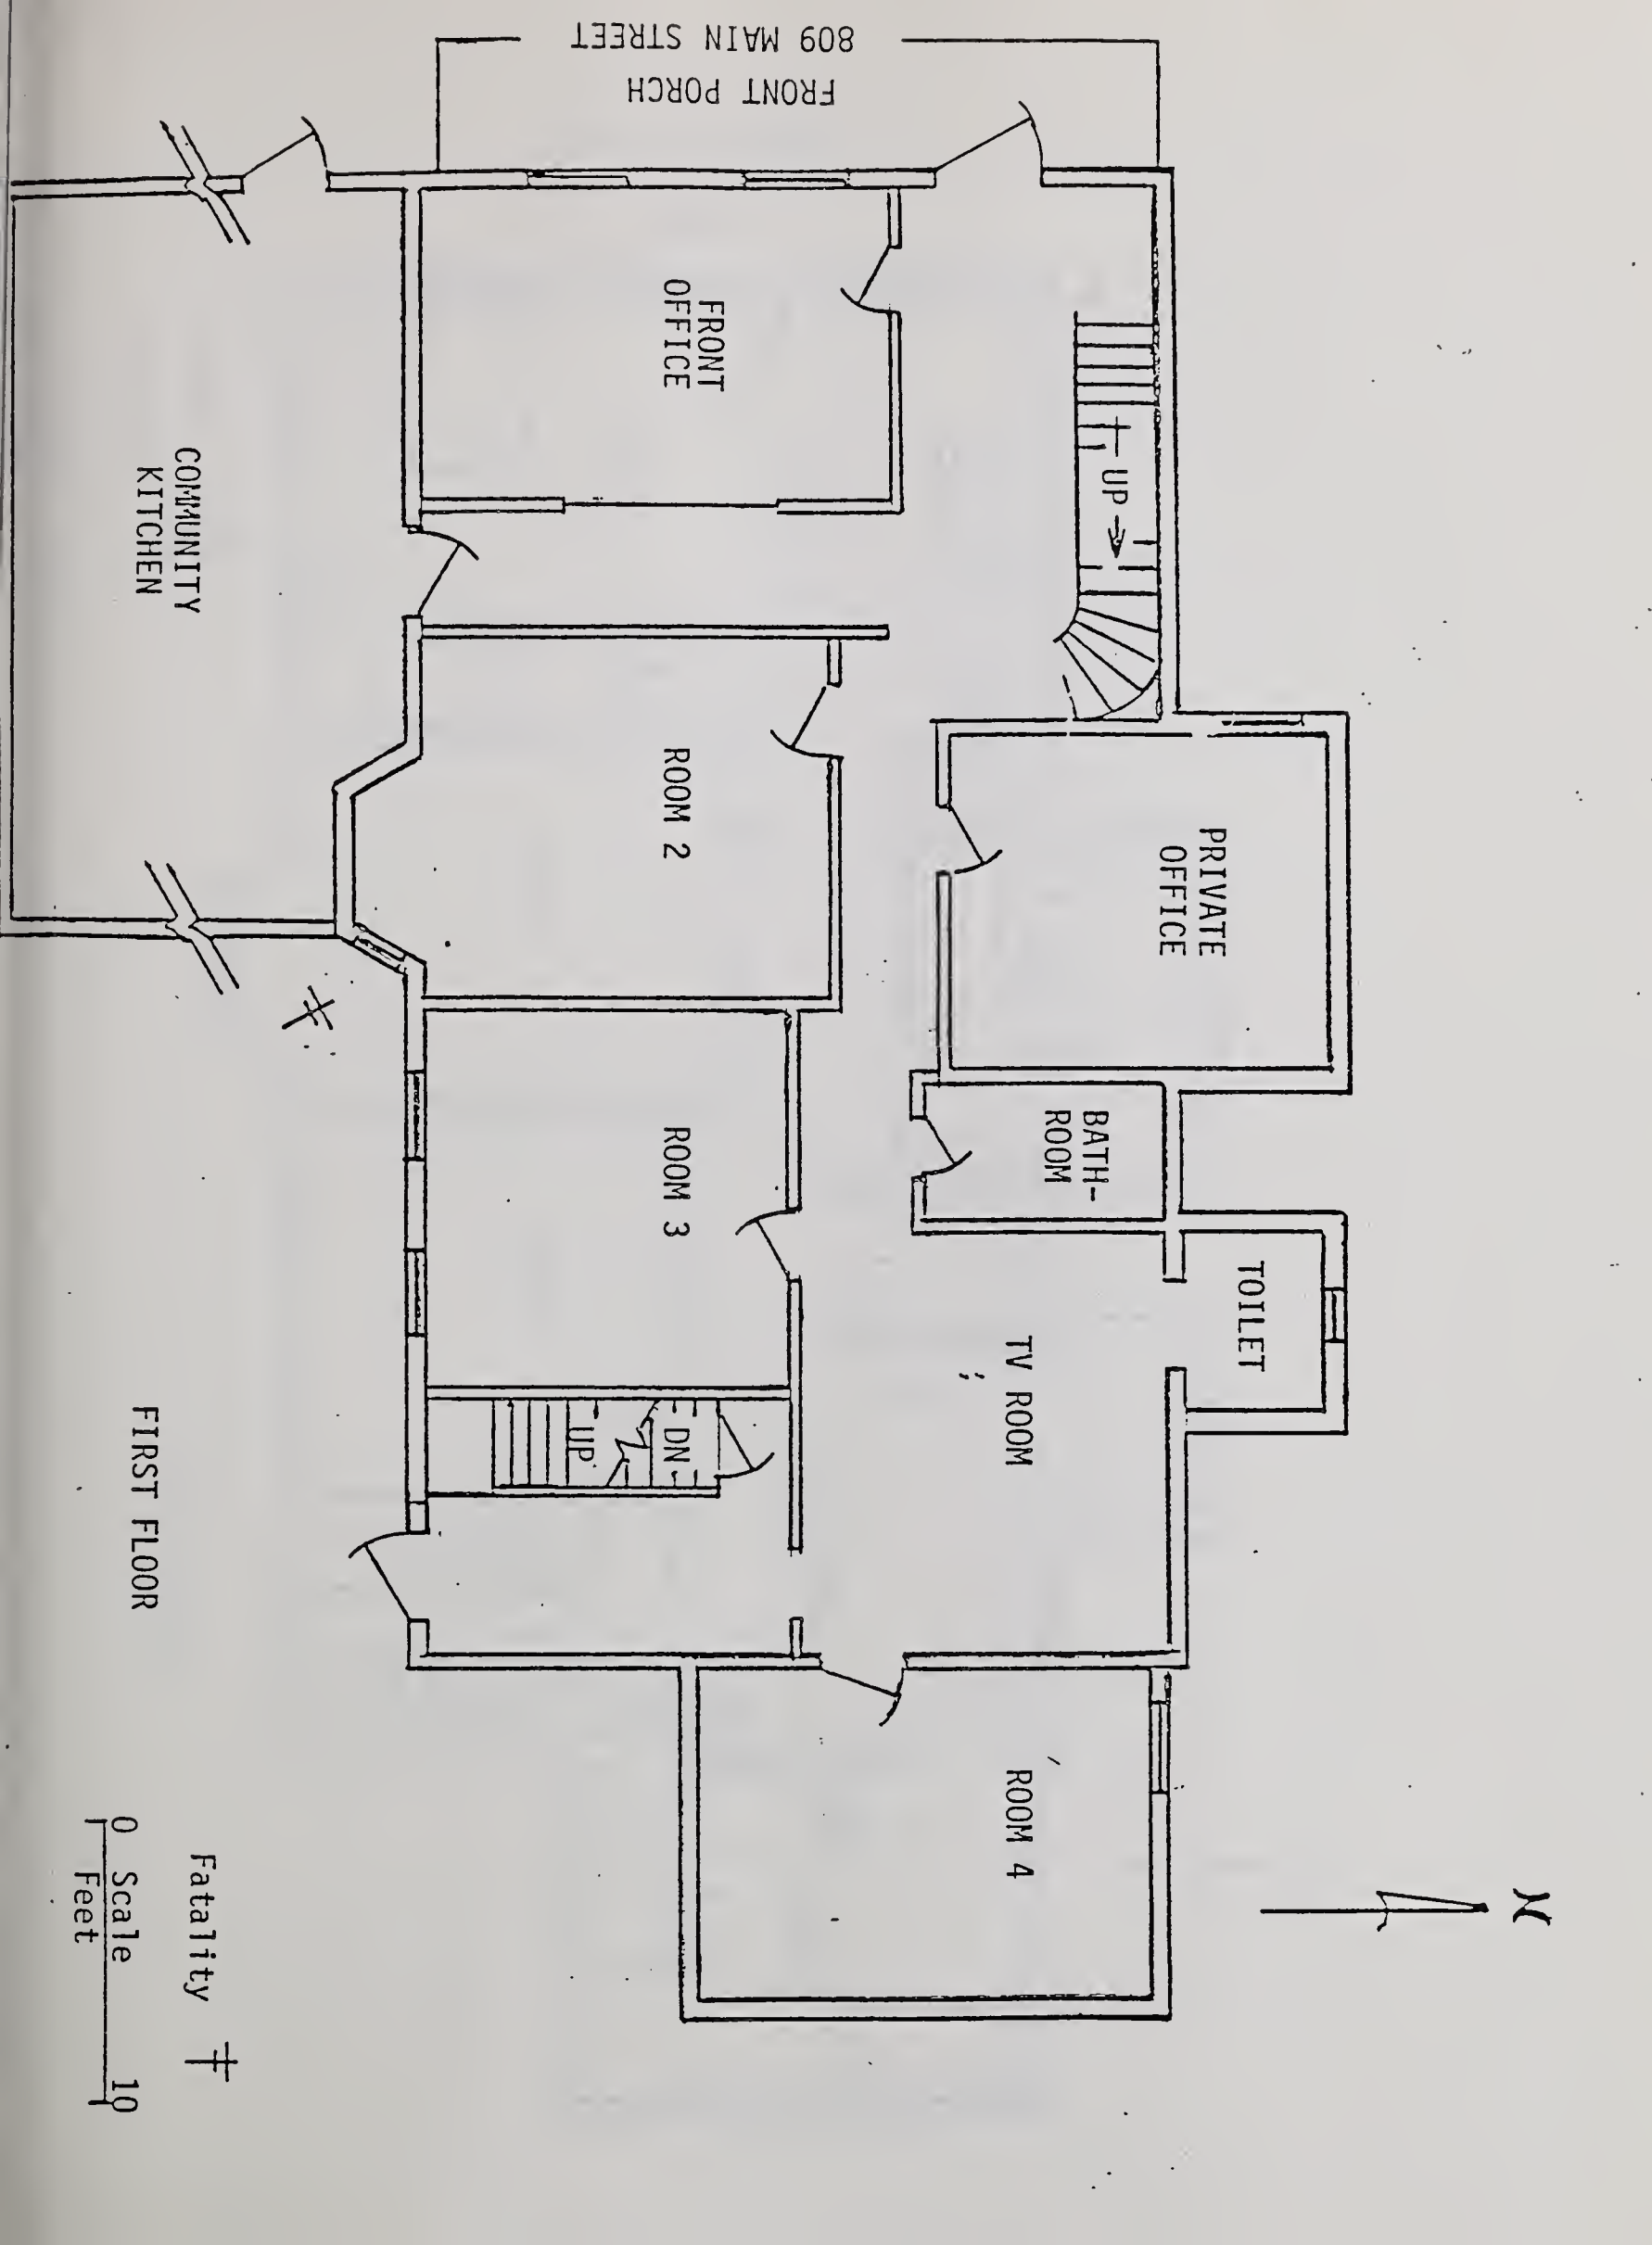 809 MAIN STREET
FRONT PORCH
FRONT
OFFICE
UP
COMMUNITY
KITCHEN
ROOM 2
PRIVATE
OFFICE
BATH-
ROOM
ROOM 3
TOILET
TV ROOM
DN
UP
ROOM 4
FIRST FLOOR
N
Fatality
0 Scale 10
Feet